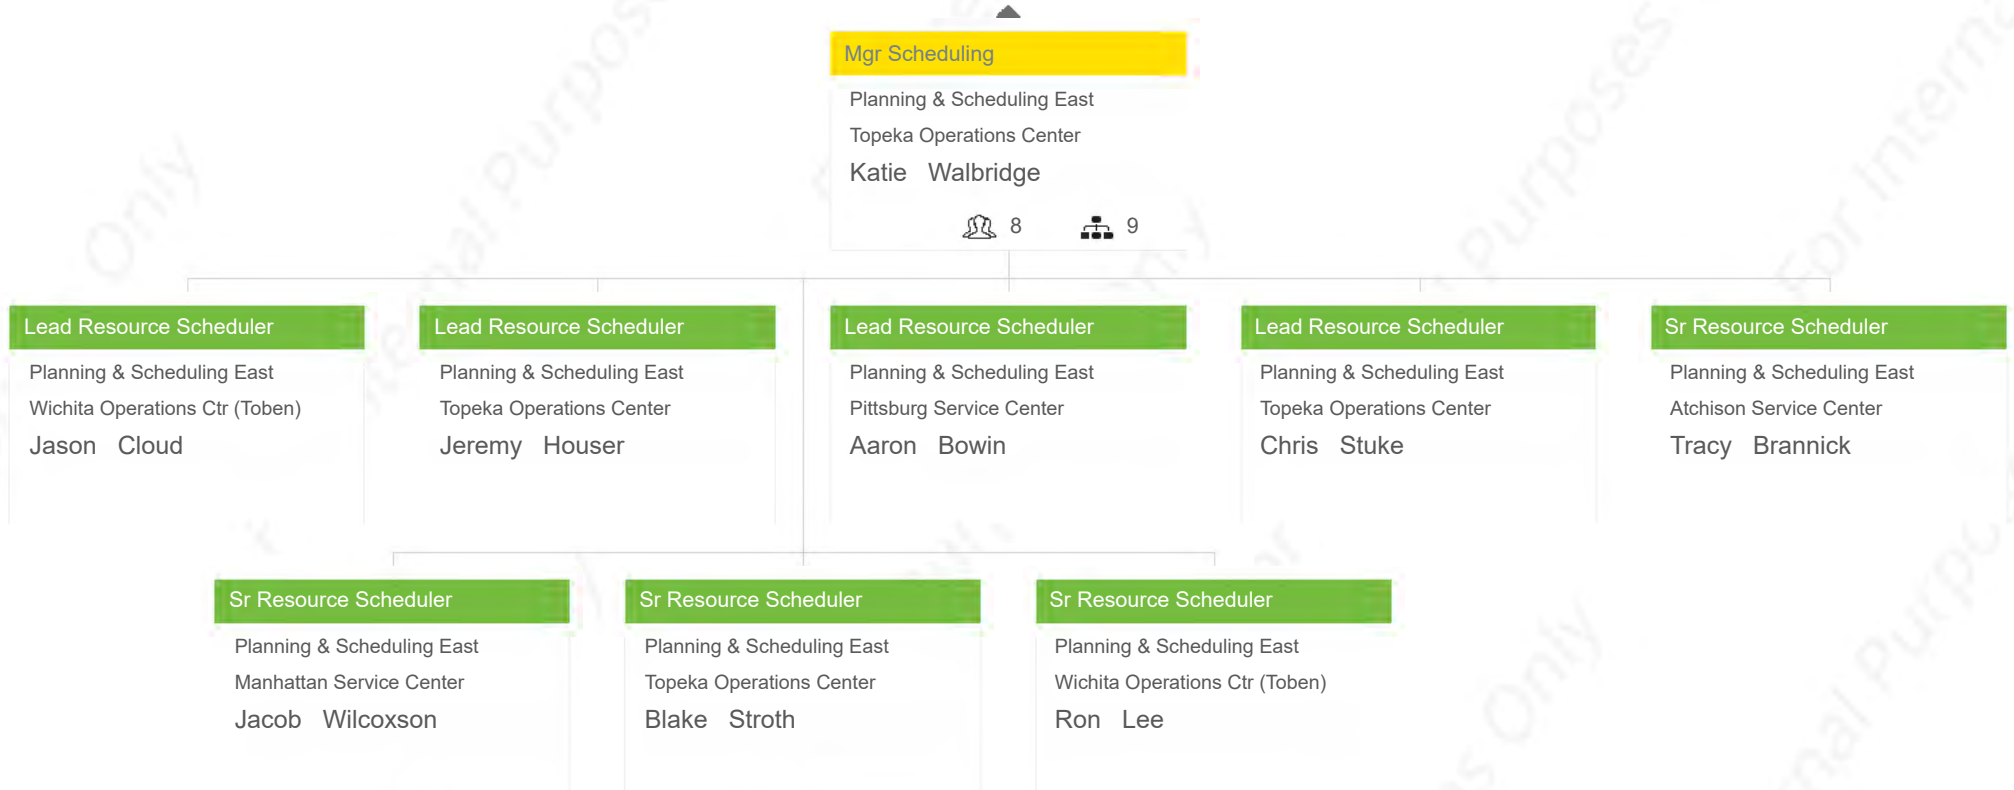 Mgr Scheduling
Planning & Scheduling East
Topeka Operations Center
Katie Walbridge
8 9
Lead Resource Scheduler
Planning & Scheduling East
Wichita Operations Ctr (Toben)
Jason Cloud
Lead Resource Scheduler
Planning & Scheduling East
Topeka Operations Center
Jeremy Houser
Lead Resource Scheduler
Planning & Scheduling East
Pittsburg Service Center
Aaron Bowin
Lead Resource Scheduler
Planning & Scheduling East
Topeka Operations Center
Chris Stuke
Sr Resource Scheduler
Planning & Scheduling East
Atchison Service Center
Tracy Brannick
Sr Resource Scheduler
Planning & Scheduling East
Manhattan Service Center
Jacob Wilcoxson
Sr Resource Scheduler
Planning & Scheduling East
Topeka Operations Center
Blake Stroth
Sr Resource Scheduler
Planning & Scheduling East
Wichita Operations Ctr (Toben)
Ron Lee